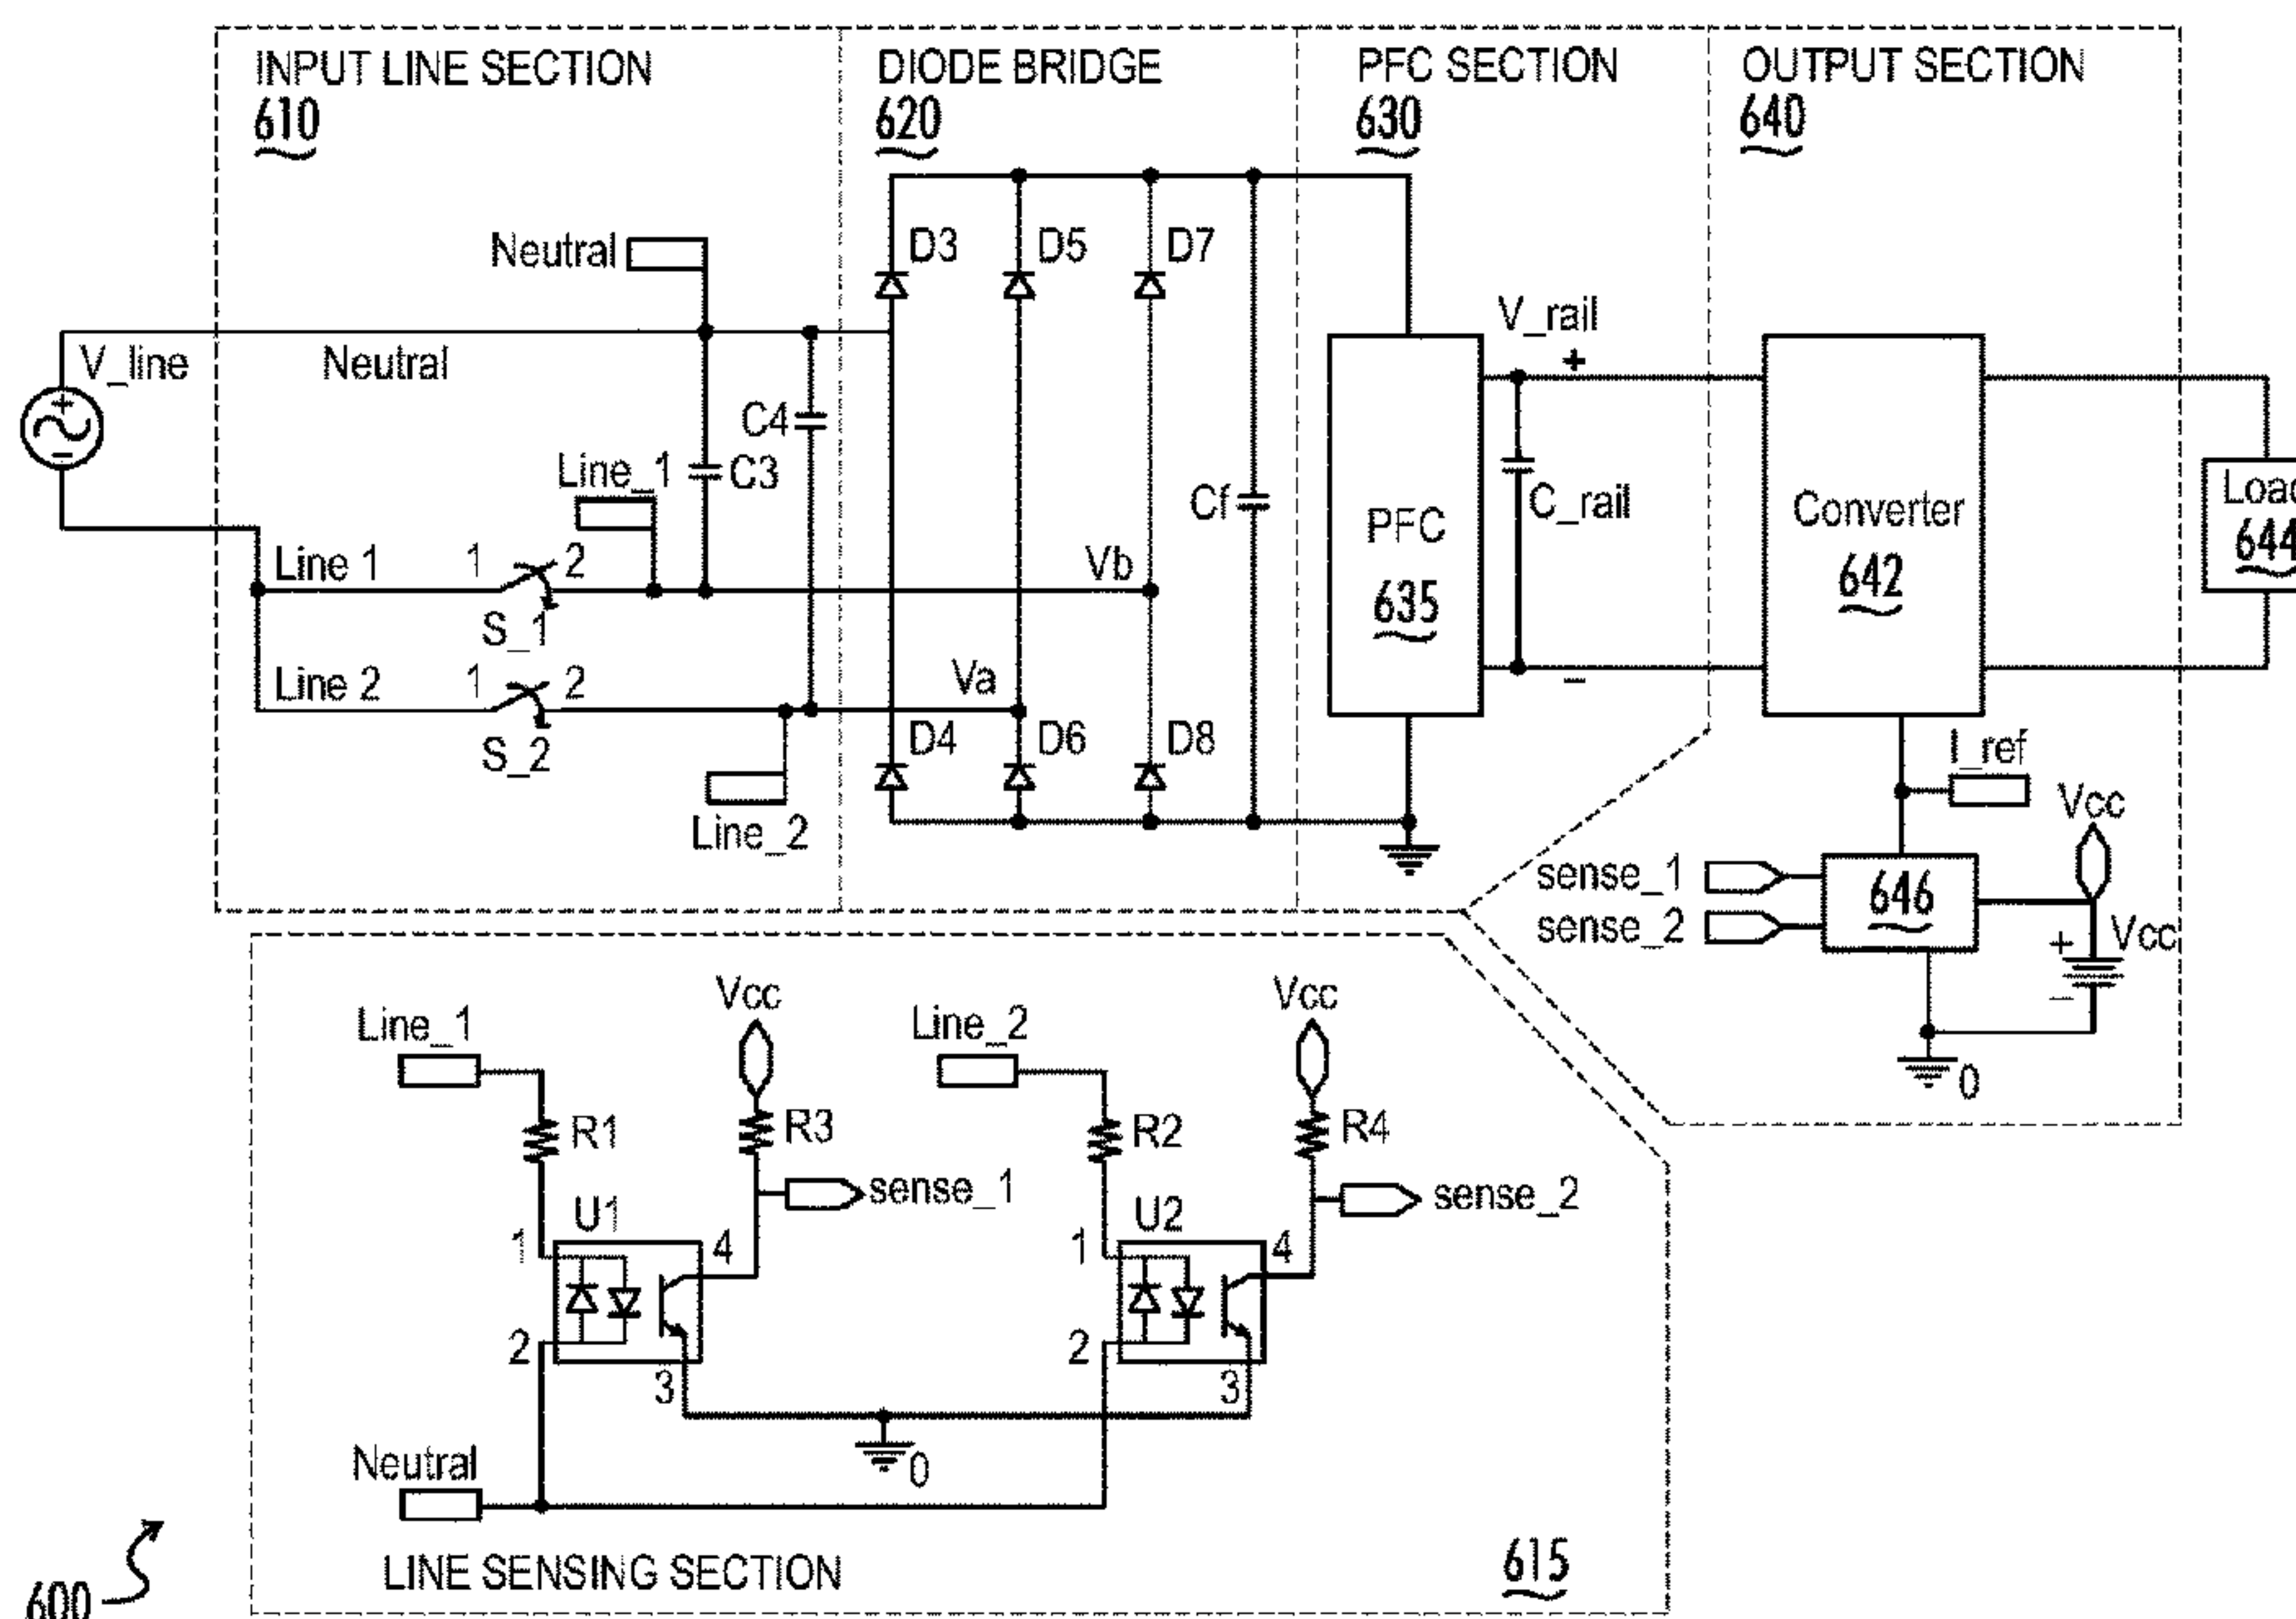 INPUT LINE SECTION
610
DIODE BRIDGE
620
PFC SECTION
630
OUTPUT SECTION
640
Neutral
D3
D5
D7
V_rail
+
V_line
Neutral
+
−
C4
C3
Line_1
Cf
C_rail
PFC
635
Converter
642
Load
644
Line 1
1
2
S_1
Vb
Line 2
1
2
S_2
Va
−
D4
D6
D8
Line_2
I_ref
Vcc
sense_1
sense_2
646
+
Vcc
−
0
Line_1
Vcc
Line_2
Vcc
R1
R3
R2
R4
sense_1
sense_2
U1
U2
1
4
1
4
2
3
2
3
0
Neutral
LINE SENSING SECTION
615
600